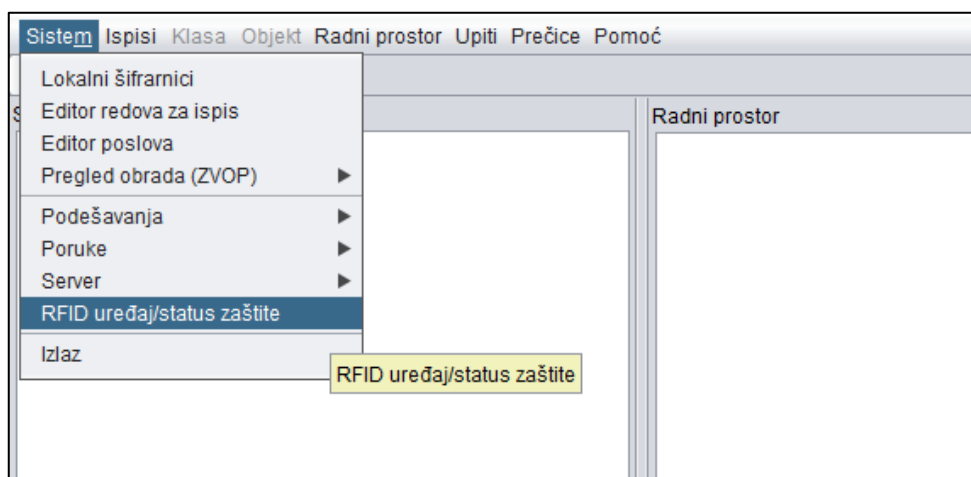 Sistem Ispisi Klasa Objekt Radni prostor Upiti Prečice Pomoć
Lokalni šifrarnici
Editor redova za ispis
Editor poslova
Pregled obrada (ZVOP)
Podešavanja
Poruke
Server
RFID uređaj/status zaštite
Izlaz
RFID uređaj/status zaštite
S
Radni prostor